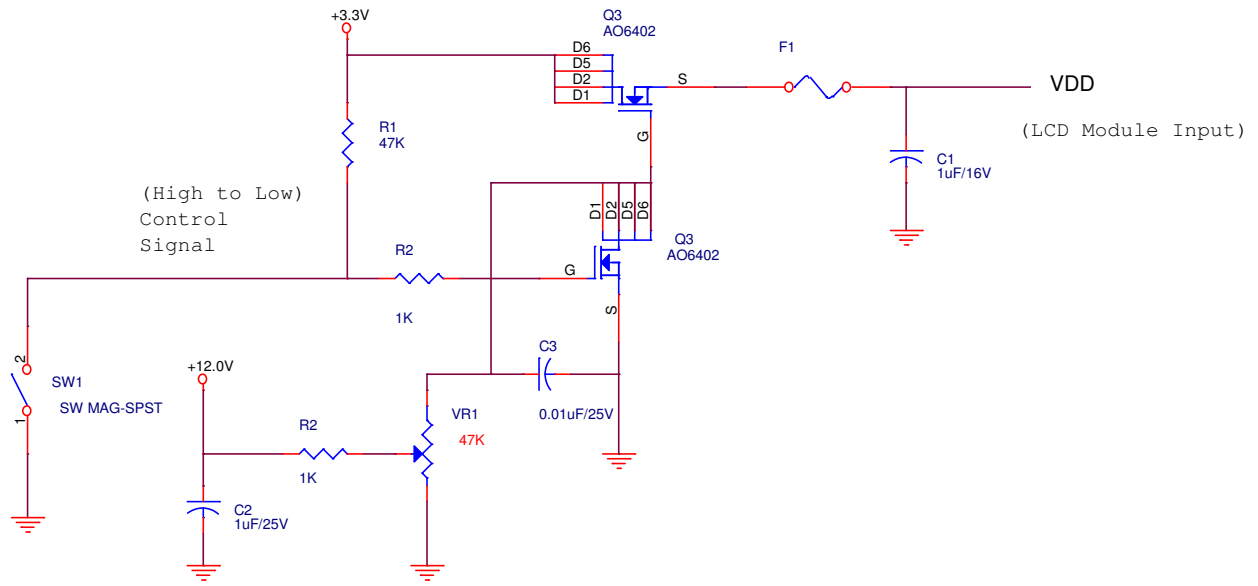 +3.3V
Q3
AO6402
D6
D5
D2
D1
S
G
F1
VDD
(LCD Module Input)
R1
47K
C1
1uF/16V
(High to Low)
Control
Signal
D1
D2
D5
D6
Q3
AO6402
R2
1K
G
S
2
1
SW1
SW MAG-SPST
+12.0V
C3
0.01uF/25V
R2
1K
VR1
47K
C2
1uF/25V